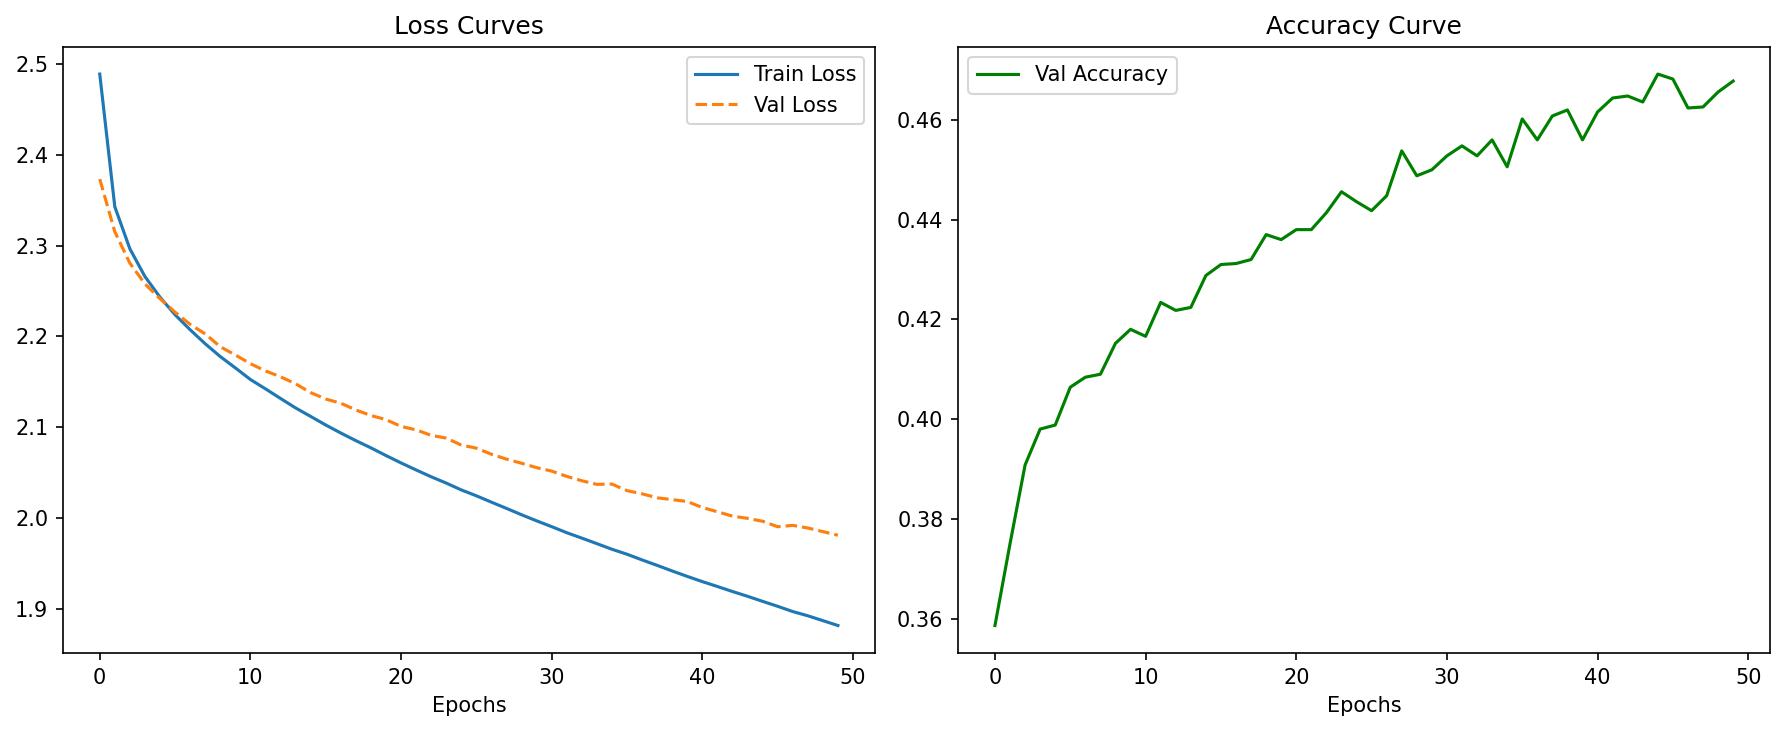 Loss Curves
2.5
2.4
2.3
2.2
2.1
2.0
1.9
Train Loss
Val Loss
0 10 20 30 40 50
Epochs
Accuracy Curve
Val Accuracy
0.46
0.44
0.42
0.40
0.38
0.36
0 10 20 30 40 50
Epochs